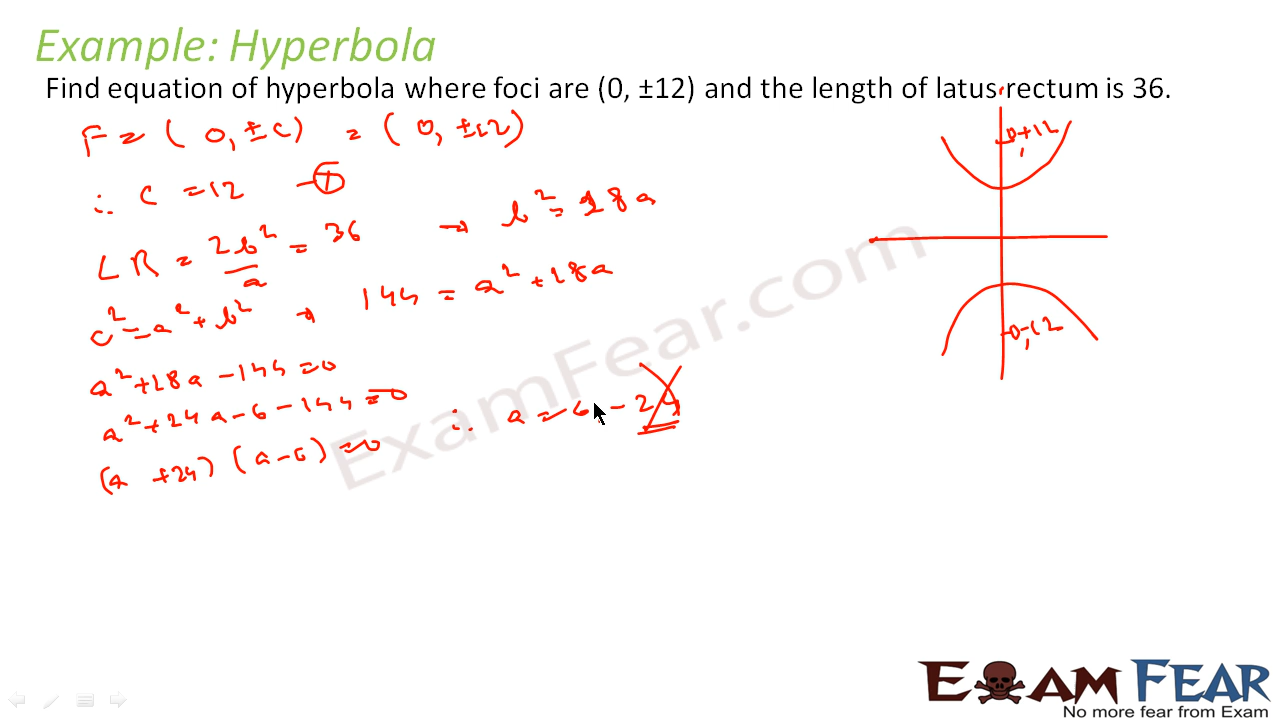 Example: Hyperbola
Find equation of hyperbola where foci are (0, ±12) and the length of latus rectum is 36.
F = (0, ±c) = (0, ±12)
∴ c = 12 — ①
LR = 2b²/a = 36 → b² = 18a
c² = a² + b² → 144 = a² + 18a
a² + 18a - 144 = 0
a² + 24a - 6 - 144 = 0
(a + 24) (a - 6) = 0
∴ a = 6, - 24
0, +12
0, -12
ExamFear.com
EXAM FEAR
No more fear from Exam